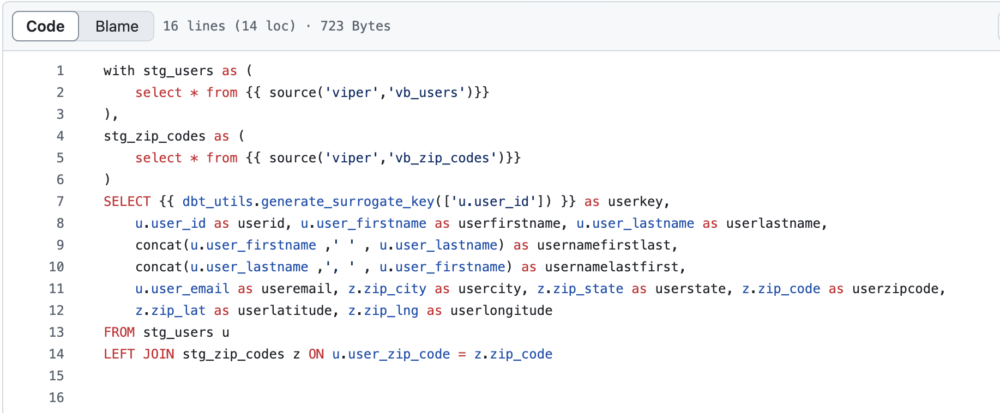 Code Blame 16 lines (14 loc) · 723 Bytes
1 with stg_users as (
2     select * from {{ source('viper','vb_users')}}
3 ),
4 stg_zip_codes as (
5     select * from {{ source('viper','vb_zip_codes')}}
6 )
7 SELECT {{ dbt_utils.generate_surrogate_key(['u.user_id']) }} as userkey,
8     u.user_id as userid, u.user_firstname as userfirstname, u.user_lastname as userlastname,
9     concat(u.user_firstname ,' ' , u.user_lastname) as usernamefirstlast,
10     concat(u.user_lastname ,', ' , u.user_firstname) as usernamelastfirst,
11     u.user_email as useremail, z.zip_city as usercity, z.zip_state as userstate, z.zip_code as userzipcode,
12     z.zip_lat as userlatitude, z.zip_lng as userlongitude
13 FROM stg_users u
14 LEFT JOIN stg_zip_codes z ON u.user_zip_code = z.zip_code
15
16